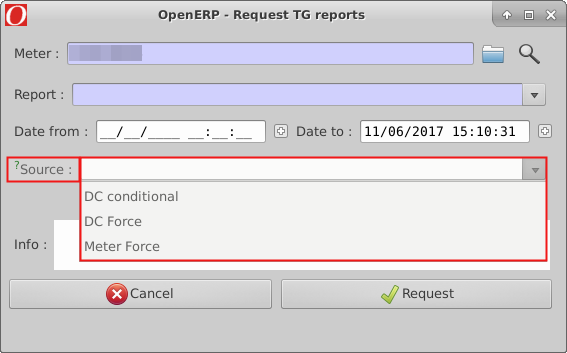 OpenERP - Request TG reports
Meter :
Report :
Date from : __/__/____ __:__:__ Date to : 11/06/2017 15:10:31
?Source :
DC conditional
DC Force
Meter Force
Info :
Cancel Request